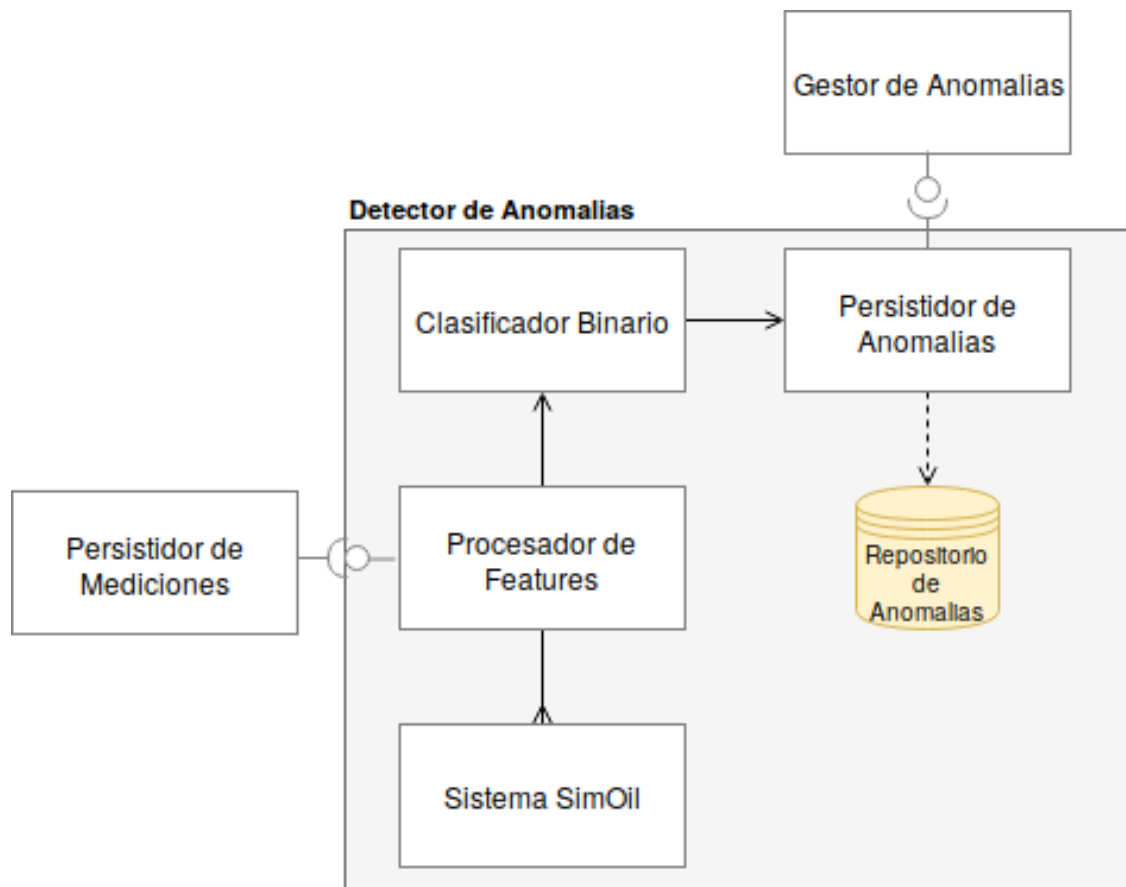 Gestor de Anomalias
Detector de Anomalias
Clasificador Binario
Persistidor de
Anomalias
Persistidor de
Mediciones
Procesador de
Features
Repositorio
de
Anomalias
Sistema SimOil